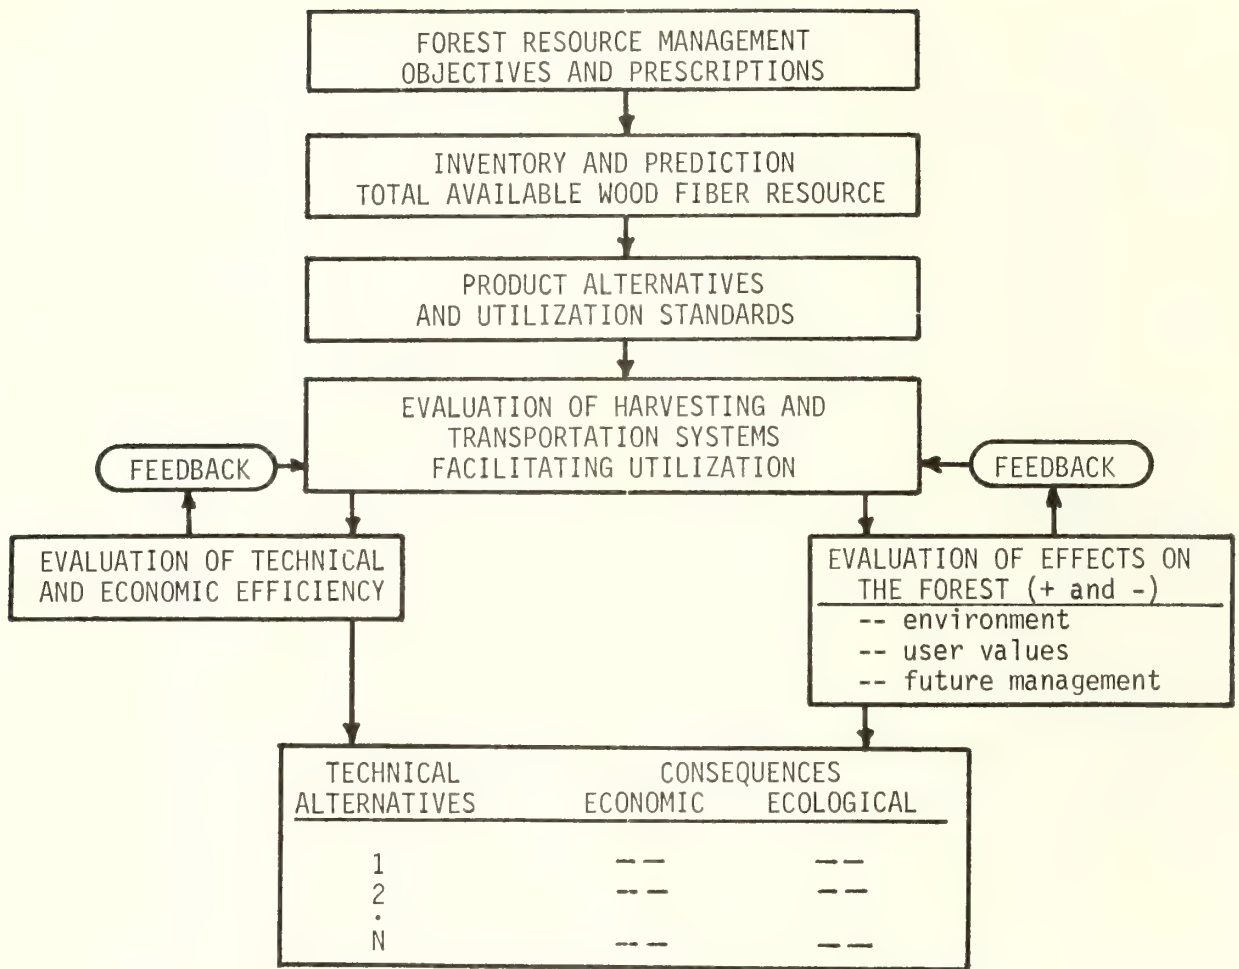 FOREST RESOURCE MANAGEMENT
OBJECTIVES AND PRESCRIPTIONS
INVENTORY AND PREDICTION
TOTAL AVAILABLE WOOD FIBER RESOURCE
PRODUCT ALTERNATIVES
AND UTILIZATION STANDARDS
EVALUATION OF HARVESTING AND
TRANSPORTATION SYSTEMS
FACILITATING UTILIZATION
FEEDBACK
FEEDBACK
EVALUATION OF TECHNICAL
AND ECONOMIC EFFICIENCY
EVALUATION OF EFFECTS ON
THE FOREST (+ and -)
-- environment
-- user values
-- future management
TECHNICAL CONSEQUENCES
ALTERNATIVES ECONOMIC ECOLOGICAL
1 -- --
2 -- --
.
N -- --